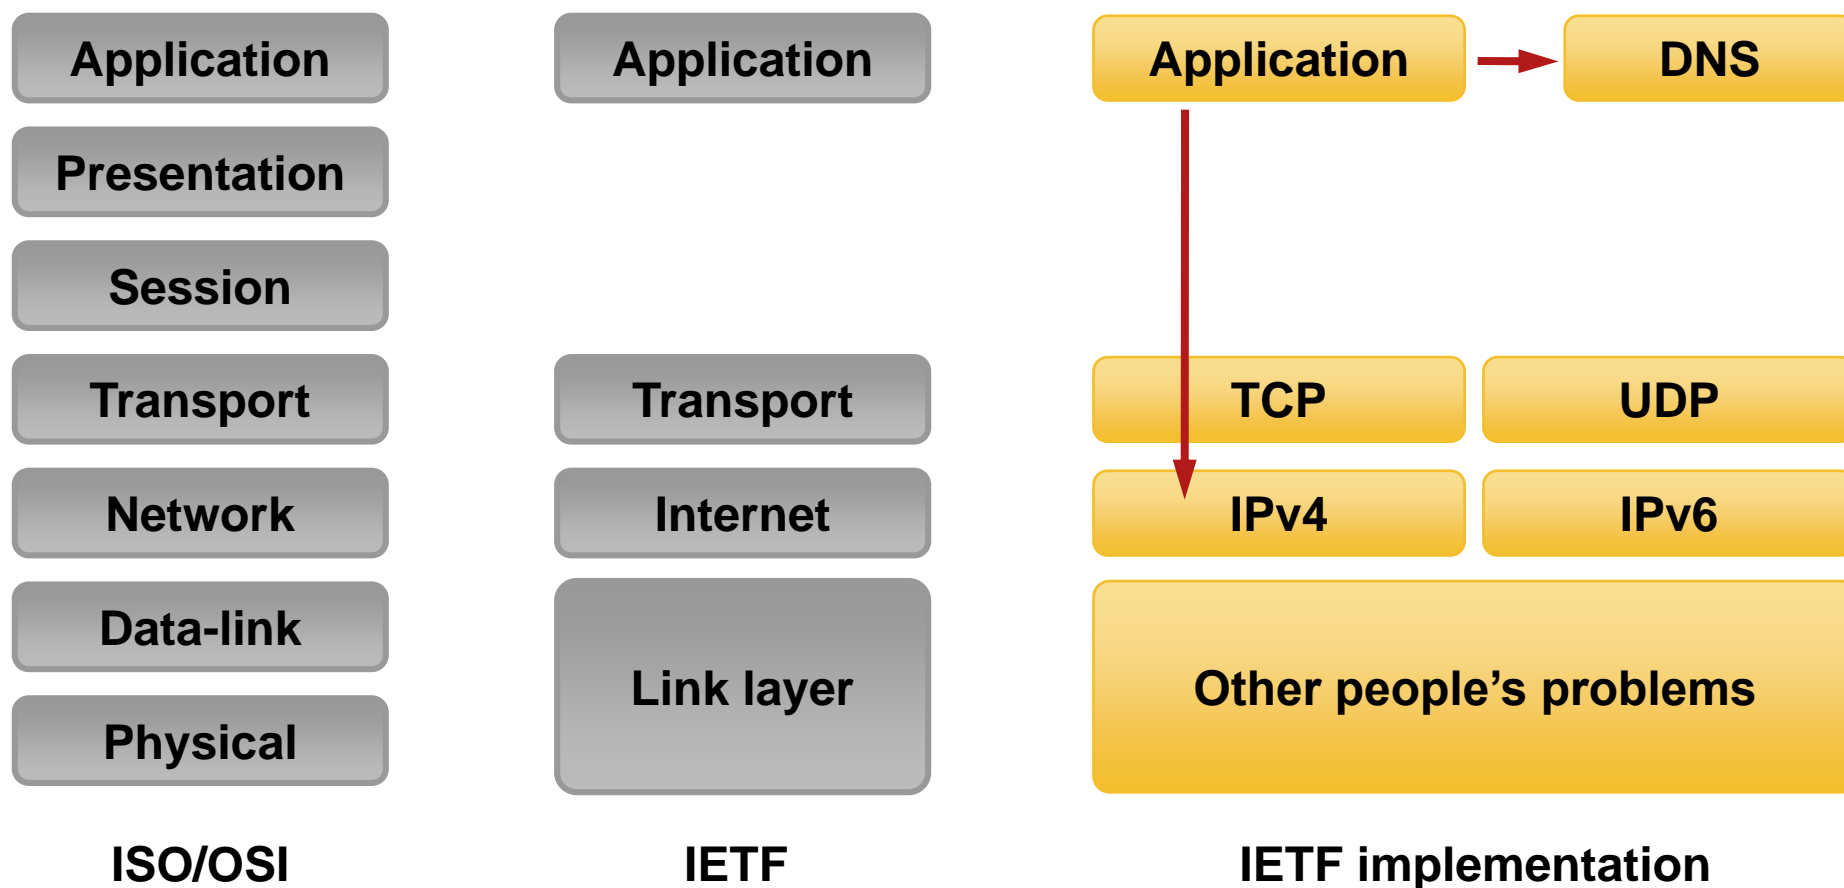 Application
Presentation
Session
Transport
Network
Data-link
Physical
ISO/OSI
Application
Transport
Internet
Link layer
IETF
Application
DNS
TCP
UDP
IPv4
IPv6
Other people’s problems
IETF implementation